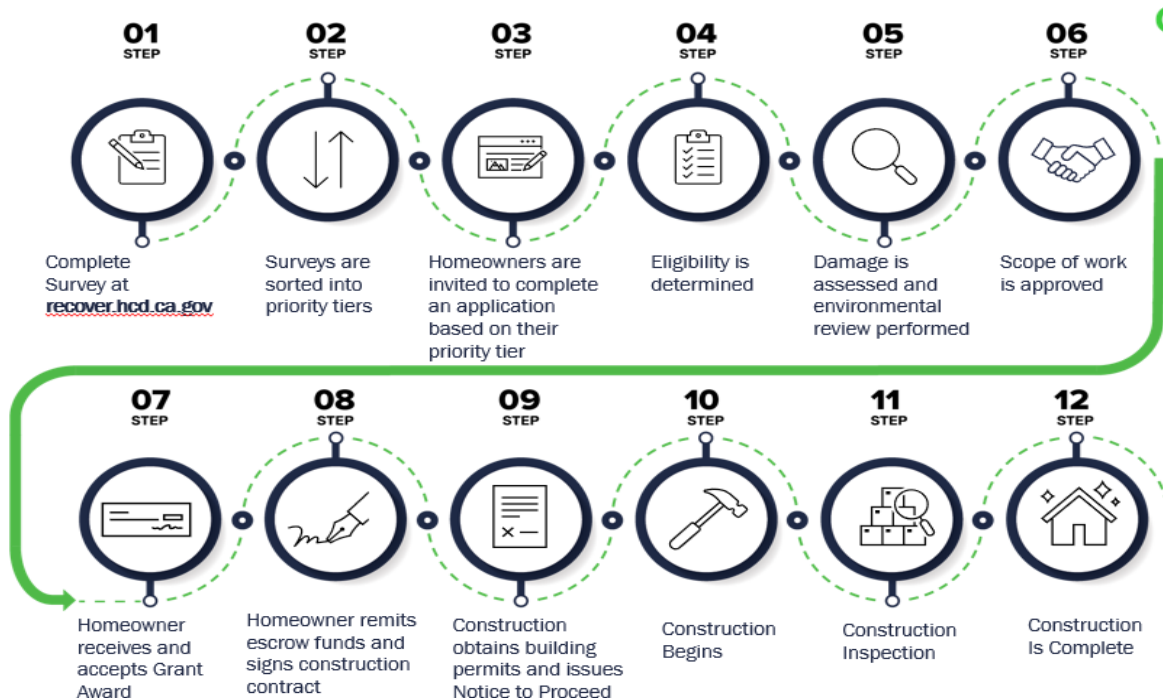 01
STEP
02
STEP
03
STEP
04
STEP
05
STEP
06
STEP
Complete
Survey at
recover.hcd.ca.gov
Surveys are
sorted into
priority tiers
Homeowners are
invited to complete
an application
based on their
priority tier
Eligibility is
determined
Damage is
assessed and
environmental
review performed
Scope of work
is approved
07
STEP
08
STEP
09
STEP
10
STEP
11
STEP
12
STEP
Homeowner
receives and
accepts Grant
Award
Homeowner remits
escrow funds and
signs construction
contract
Construction
obtains building
permits and issues
Notice to Proceed
Construction
Begins
Construction
Inspection
Construction
Is Complete